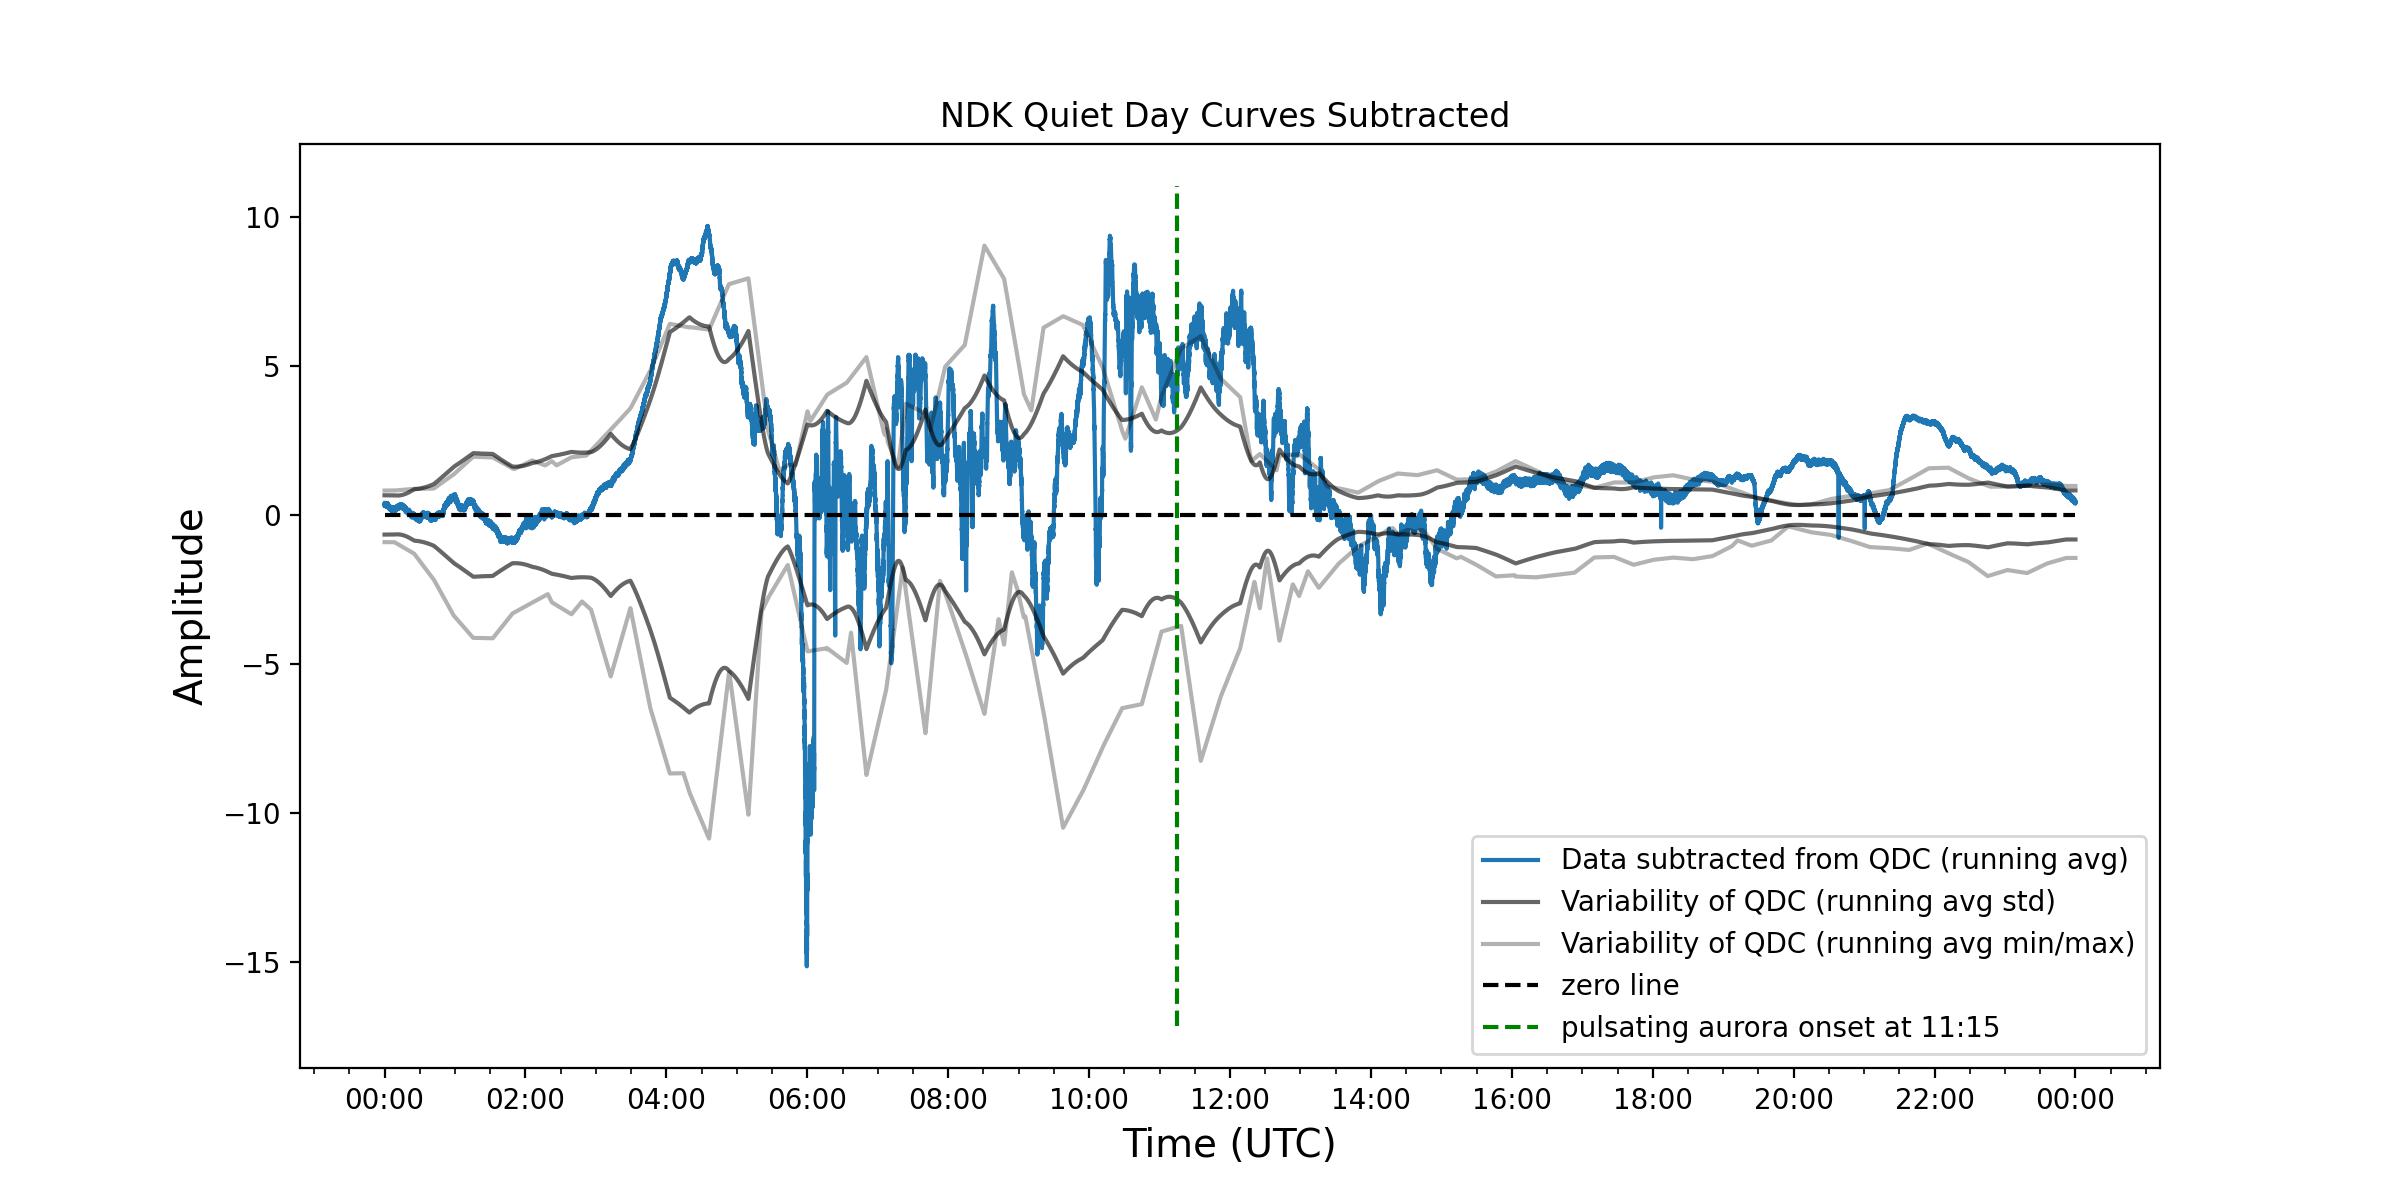 NDK Quiet Day Curves Subtracted
Amplitude
10
5
0
−5
−10
−15
Data subtracted from QDC (running avg)
Variability of QDC (running avg std)
Variability of QDC (running avg min/max)
zero line
pulsating aurora onset at 11:15
00:00 02:00 04:00 06:00 08:00 10:00 12:00 14:00 16:00 18:00 20:00 22:00 00:00
Time (UTC)